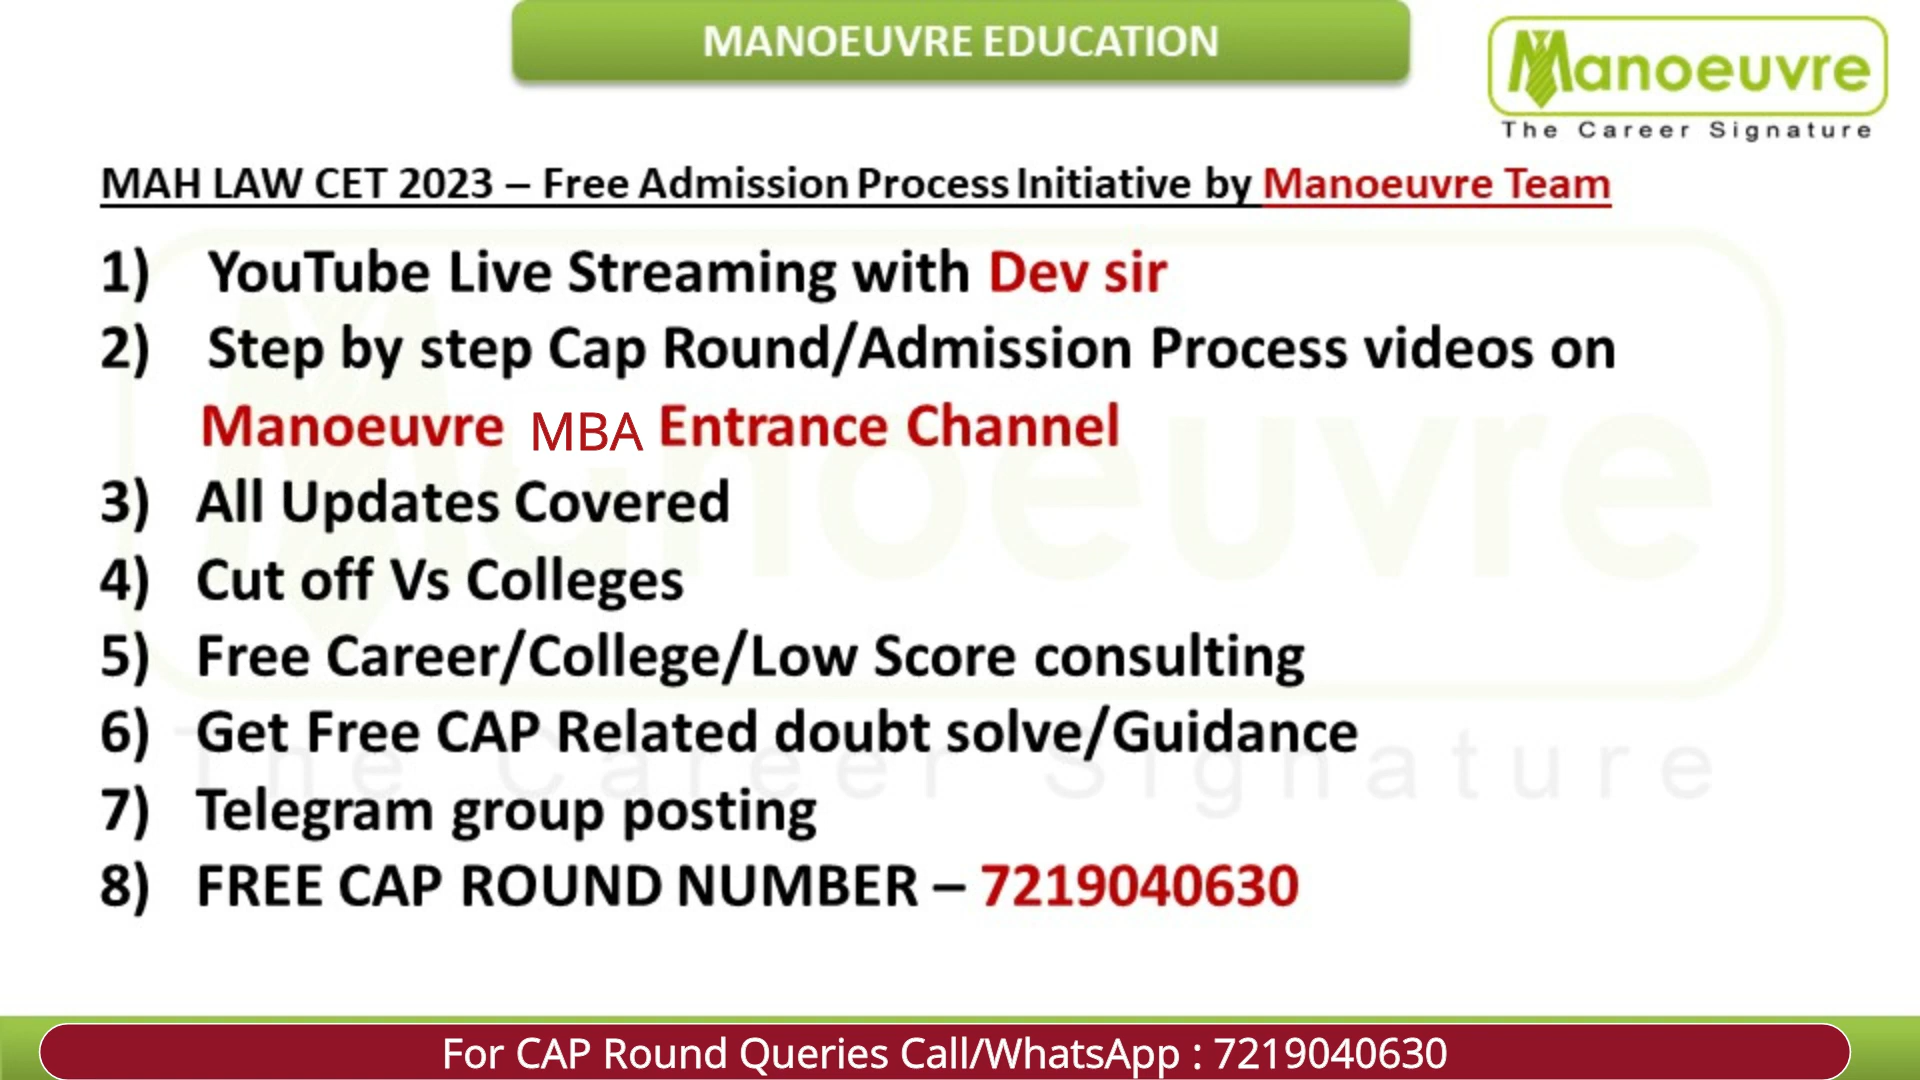 MANOEUVRE EDUCATION
Manoeuvre
The Career Signature
MAH LAW CET 2023 – Free Admission Process Initiative by Manoeuvre Team
1) YouTube Live Streaming with Dev sir
2) Step by step Cap Round/Admission Process videos on
Manoeuvre MBA Entrance Channel
3) All Updates Covered
4) Cut off Vs Colleges
5) Free Career/College/Low Score consulting
6) Get Free CAP Related doubt solve/Guidance
7) Telegram group posting
8) FREE CAP ROUND NUMBER – 7219040630
Manoeuvre
The Career Signature
For CAP Round Queries Call/WhatsApp : 7219040630